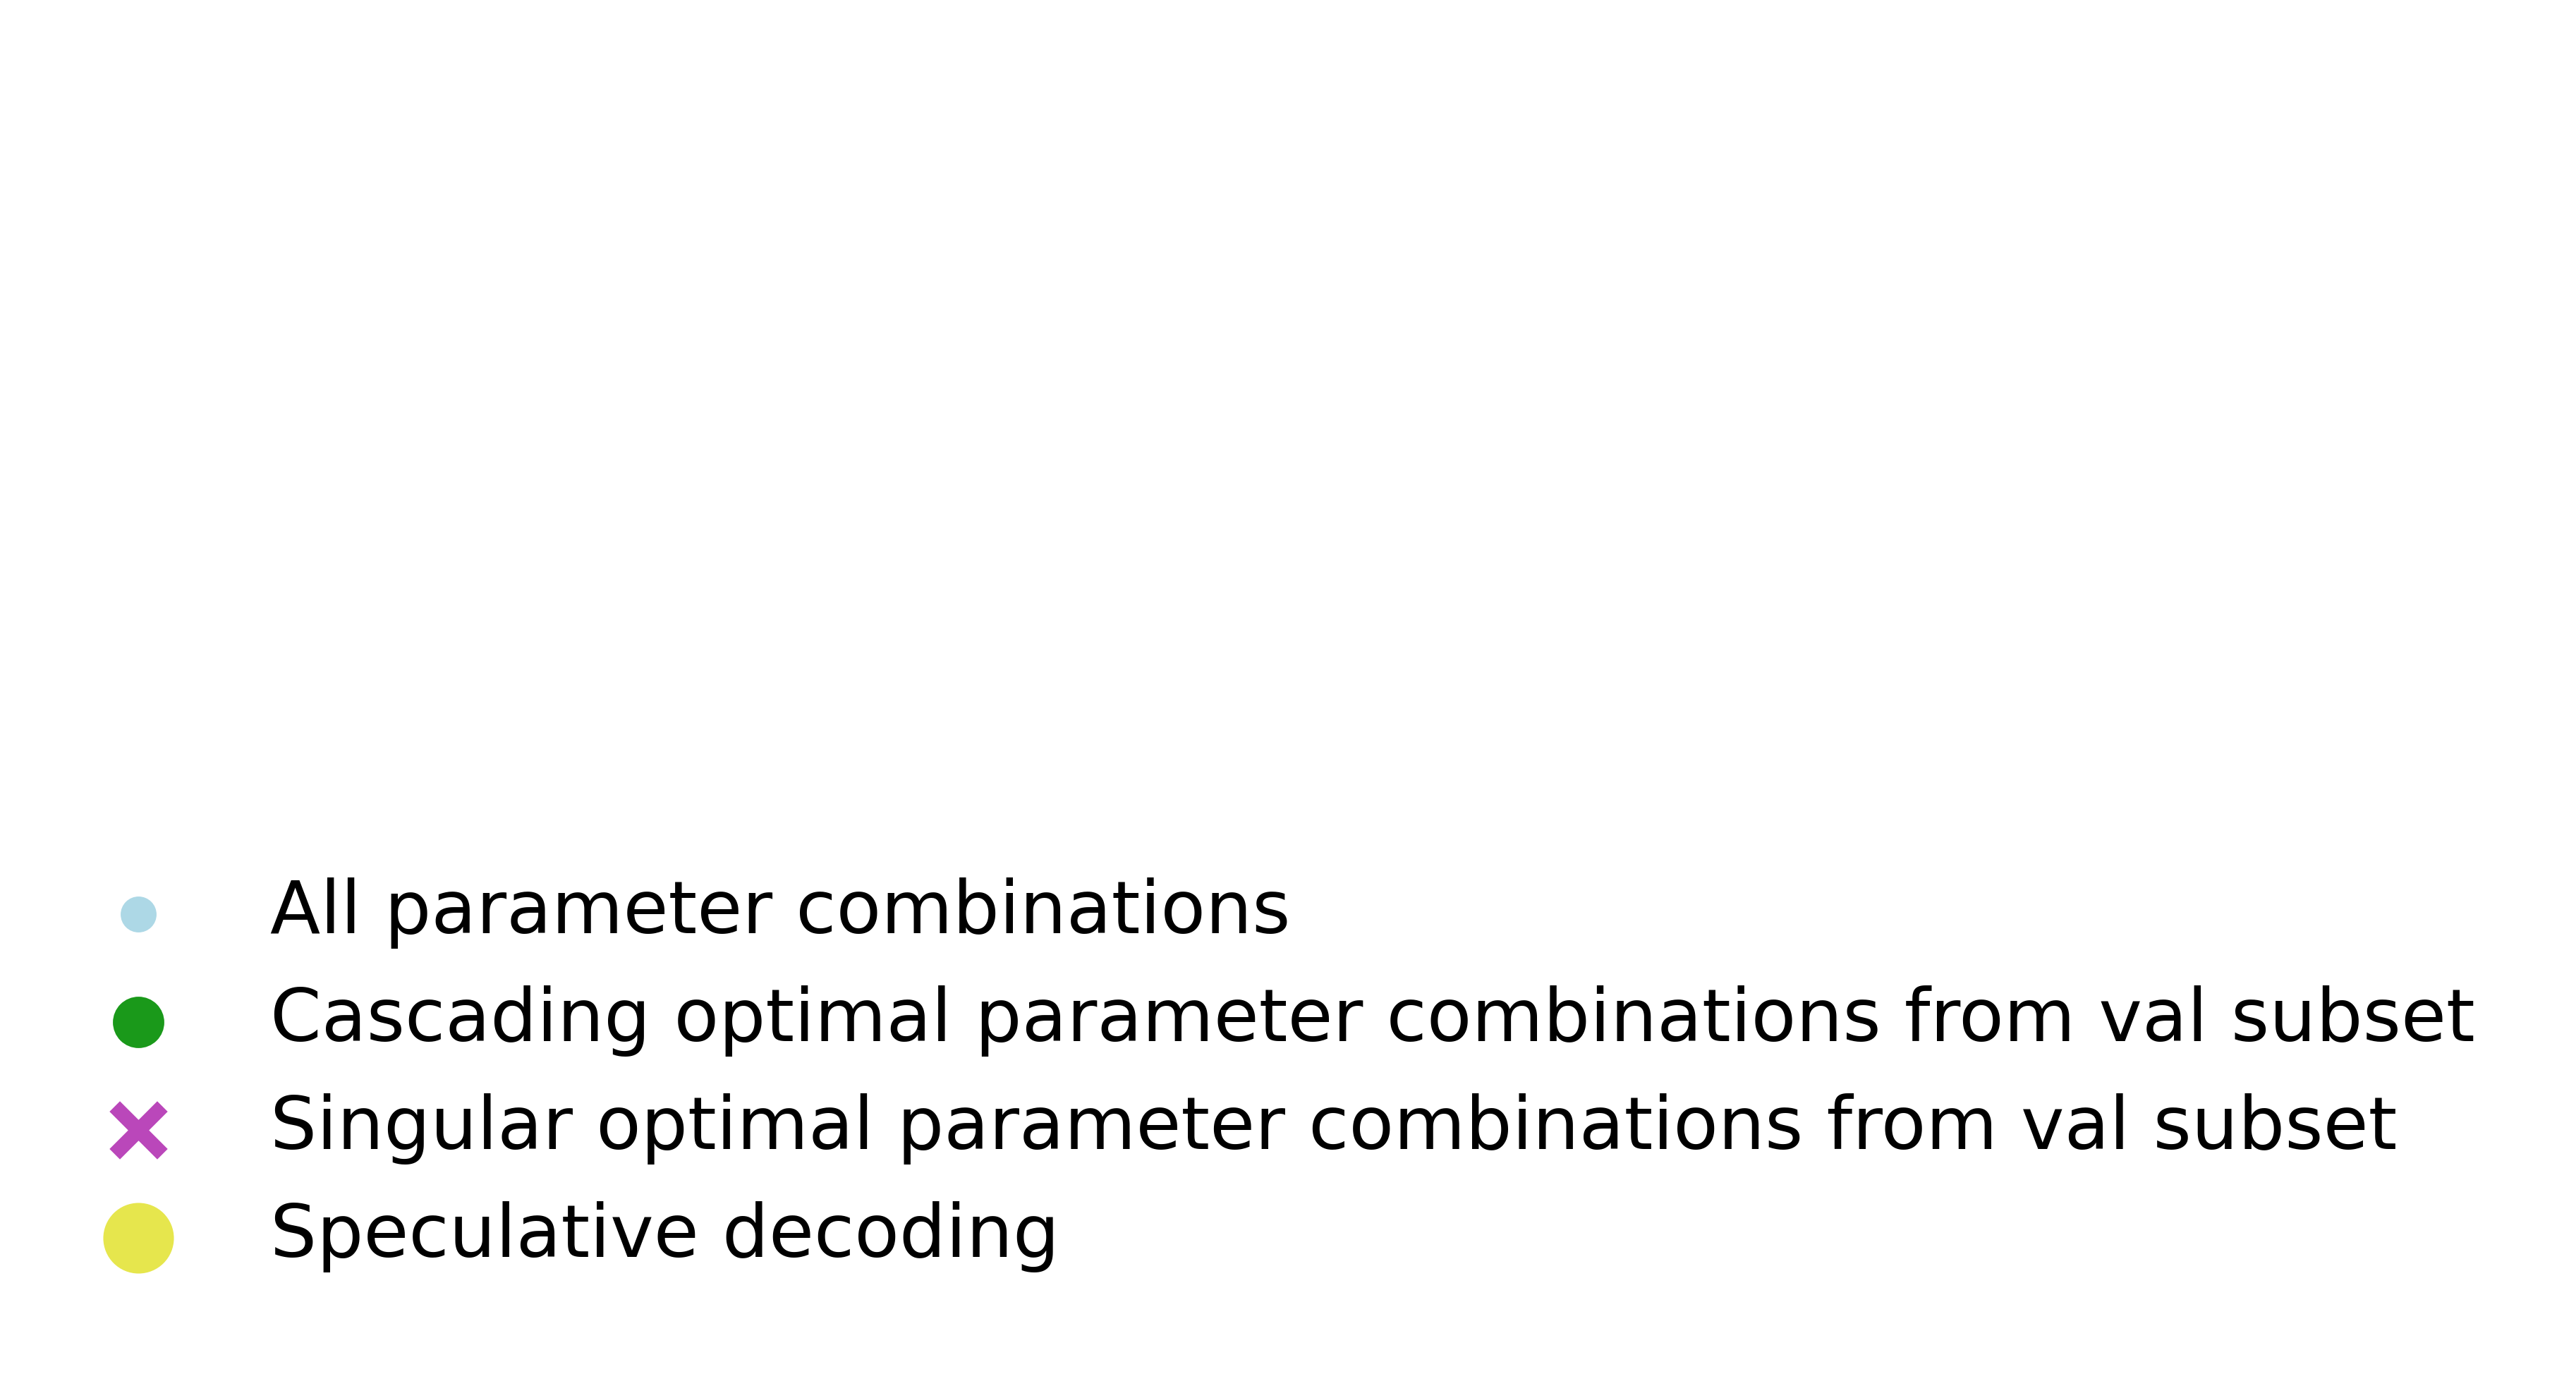 All parameter combinations
Cascading optimal parameter combinations from val subset
Singular optimal parameter combinations from val subset
Speculative decoding